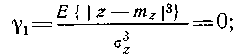 γ₁ = E { | z − m_z |³} / σ_z³ = 0;